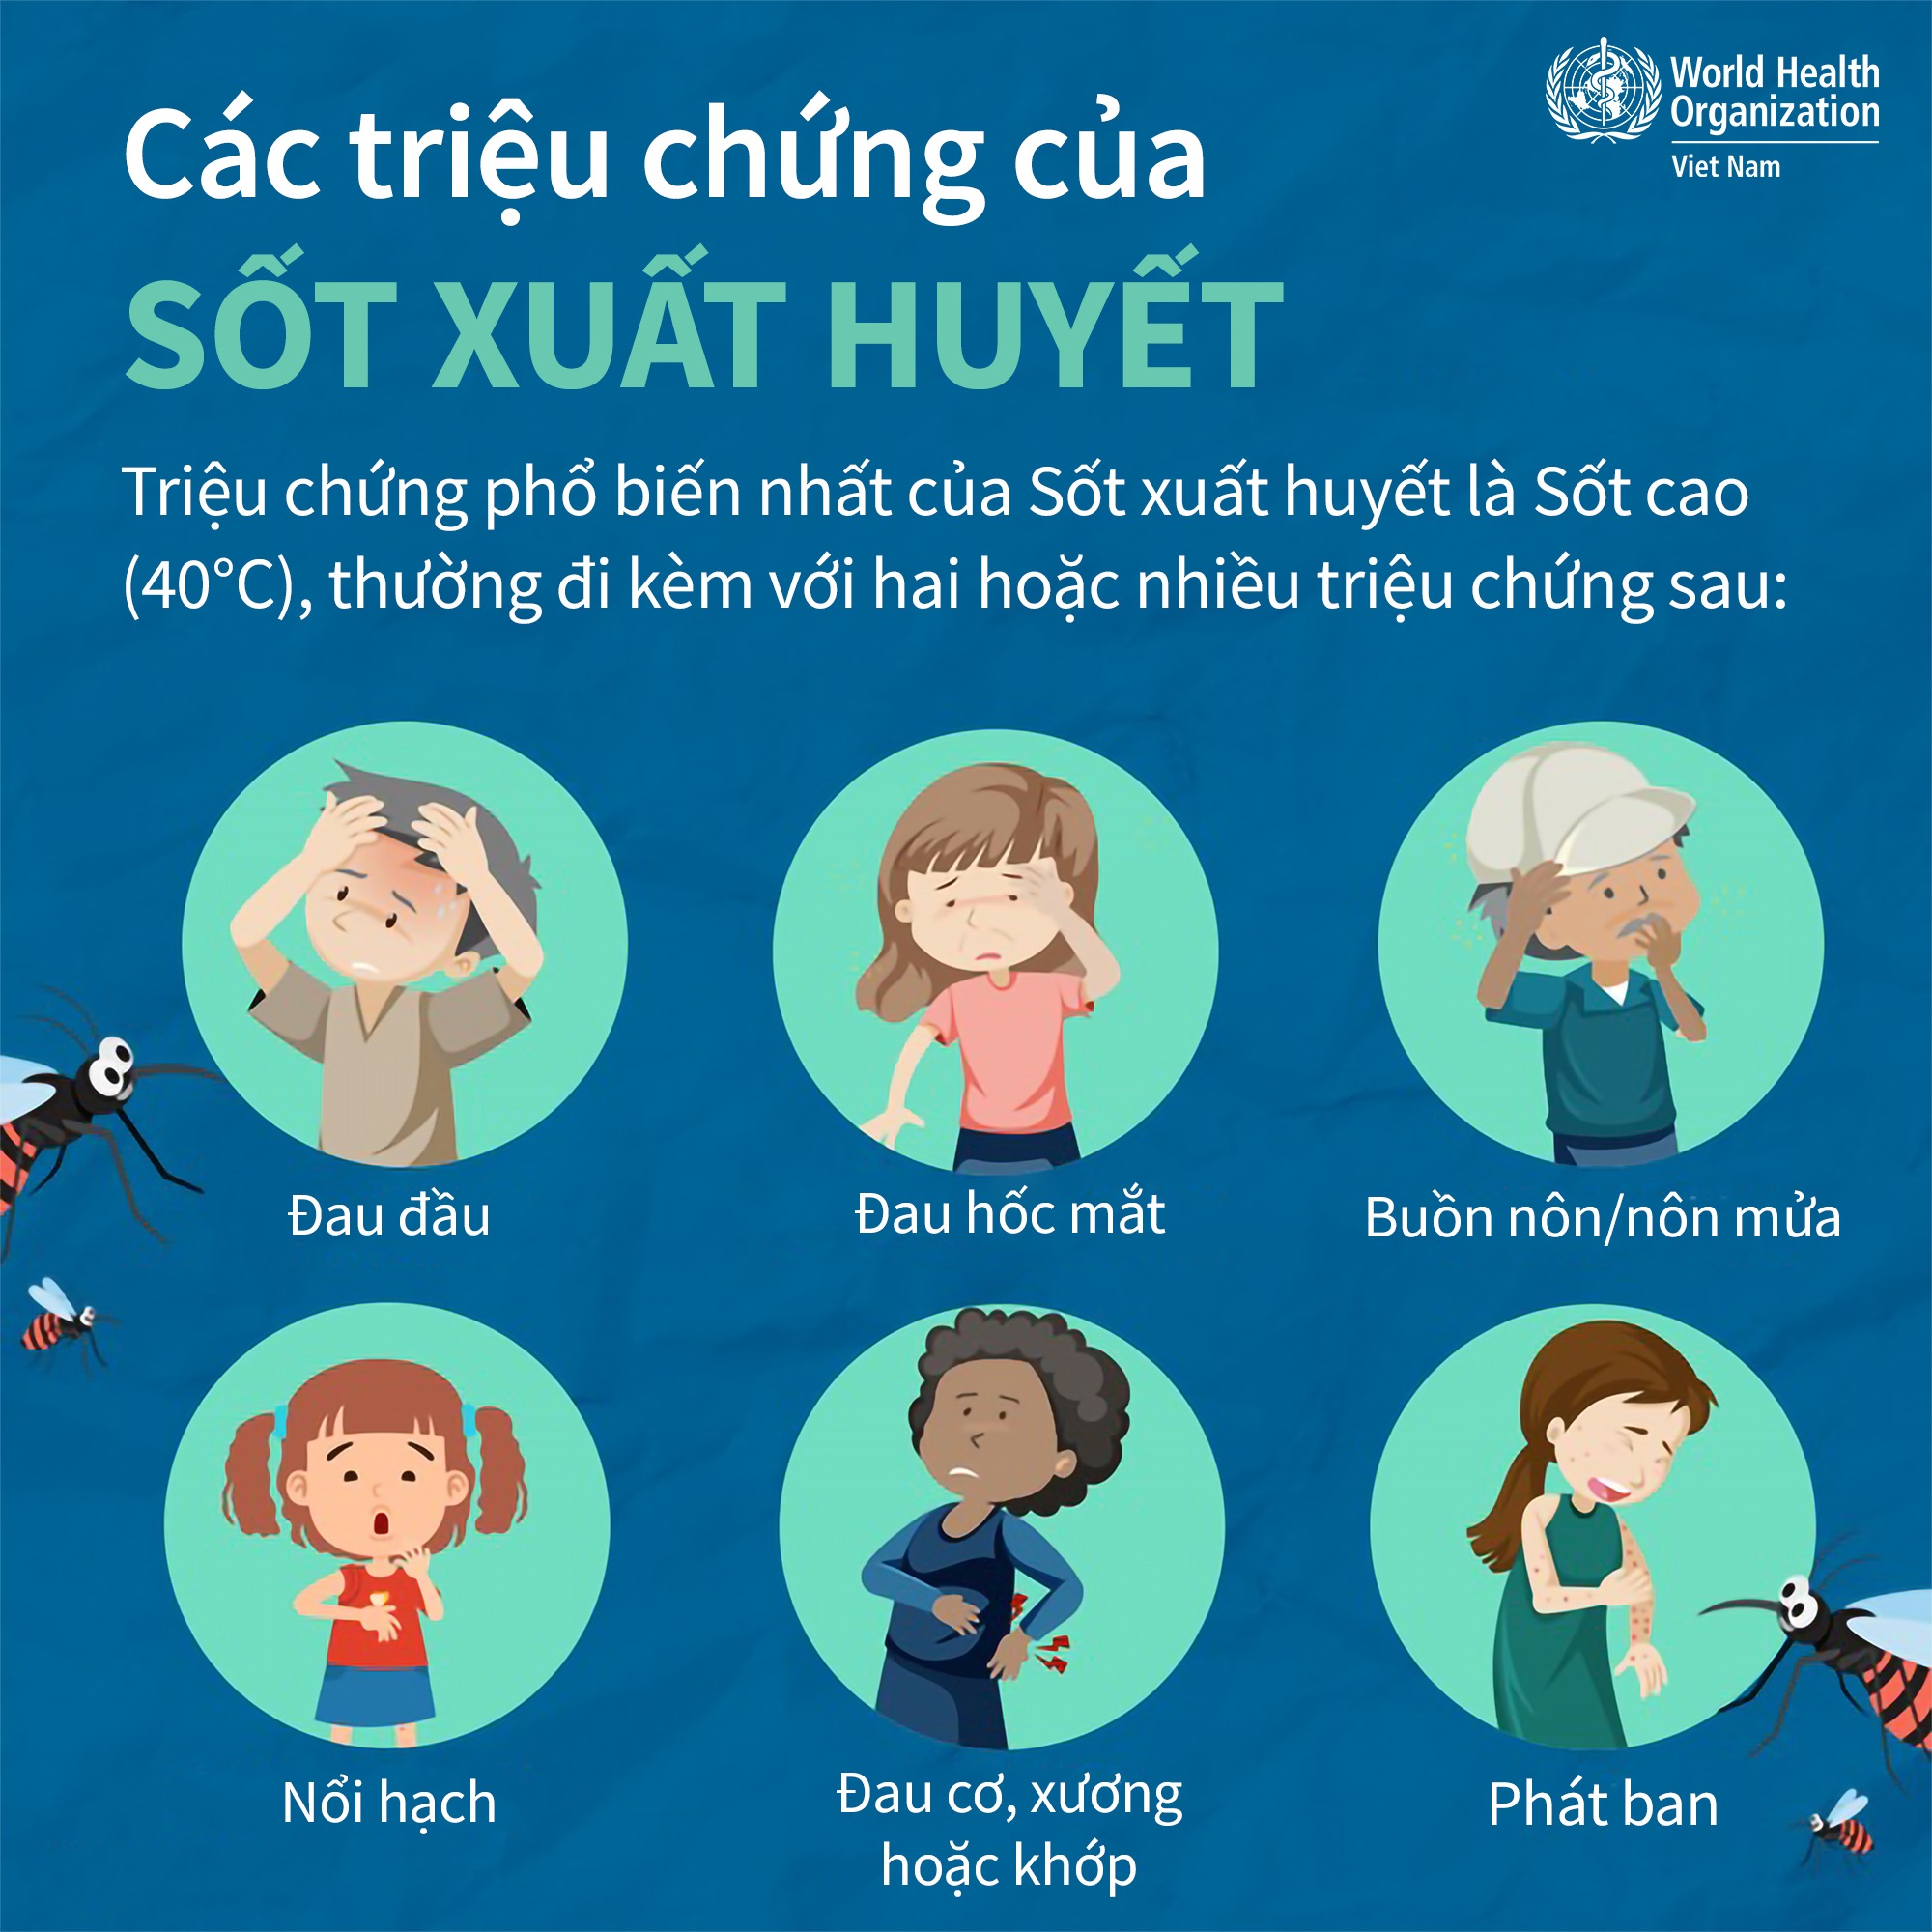 World Health
Organization
Viet Nam
Các triệu chứng của
SỐT XUẤT HUYẾT
Triệu chứng phổ biến nhất của Sốt xuất huyết là Sốt cao
(40°C), thường đi kèm với hai hoặc nhiều triệu chứng sau:
Đau đầu
Đau hốc mắt
Buồn nôn/nôn mửa
Nổi hạch
Đau cơ, xương
hoặc khớp
Phát ban